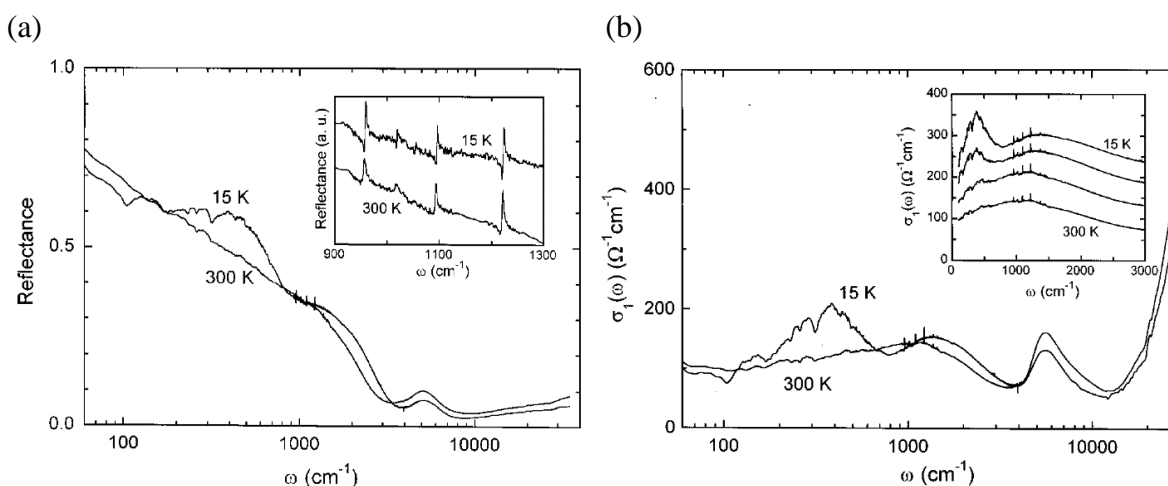 (a)
(b)
1.0
0.5
0.0
Reflectance
100
1000
10000
ω (cm⁻¹)
15 K
300 K
Reflectance (a. u.)
15 K
300 K
900
1100
1300
ω (cm⁻¹)
600
400
200
0
σ₁(ω) (Ω⁻¹cm⁻¹)
100
1000
10000
ω (cm⁻¹)
15 K
300 K
400
300
200
100
0
σ₁(ω) (Ω⁻¹cm⁻¹)
15 K
300 K
0
1000
2000
3000
ω (cm⁻¹)